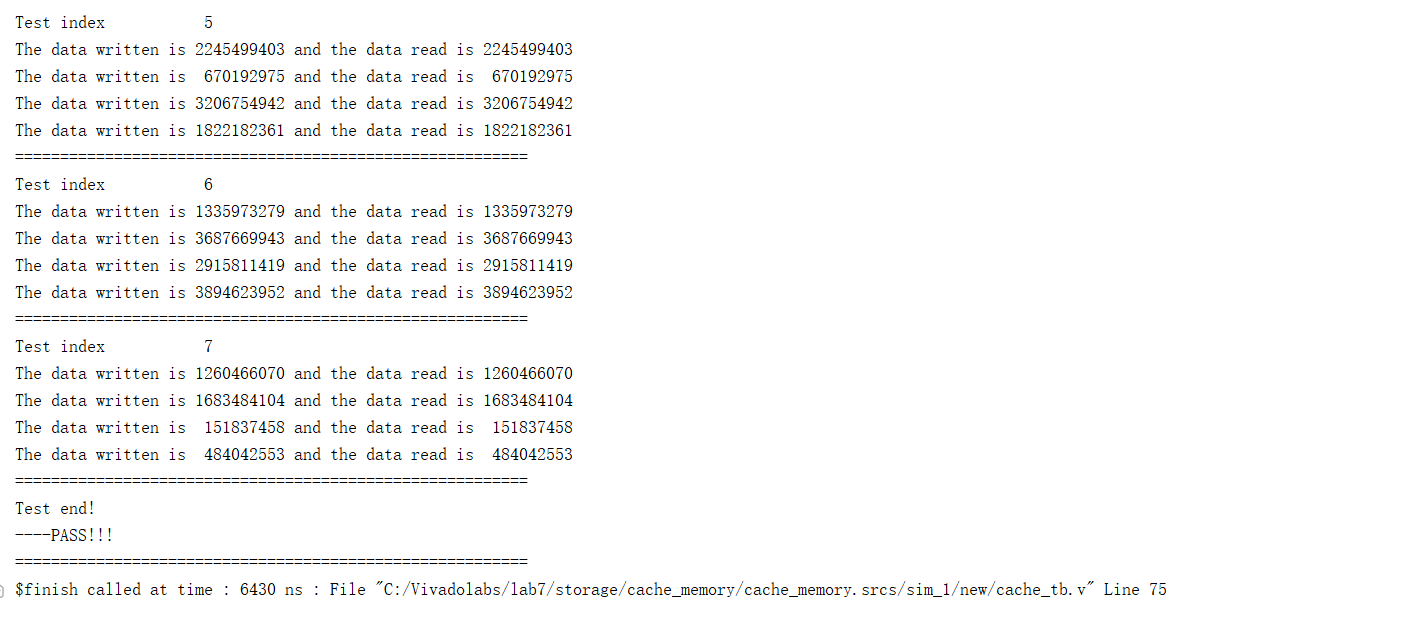 Test index           5
The data written is 2245499403 and the data read is 2245499403
The data written is  670192975 and the data read is  670192975
The data written is 3206754942 and the data read is 3206754942
The data written is 1822182361 and the data read is 1822182361
=========================================================
Test index           6
The data written is 1335973279 and the data read is 1335973279
The data written is 3687669943 and the data read is 3687669943
The data written is 2915811419 and the data read is 2915811419
The data written is 3894623952 and the data read is 3894623952
=========================================================
Test index           7
The data written is 1260466070 and the data read is 1260466070
The data written is 1683484104 and the data read is 1683484104
The data written is  151837458 and the data read is  151837458
The data written is  484042553 and the data read is  484042553
=========================================================
Test end!
----PASS!!!
=========================================================
$finish called at time : 6430 ns : File "C:/Vivadolabs/lab7/storage/cache_memory/cache_memory.srcs/sim_1/new/cache_tb.v" Line 75